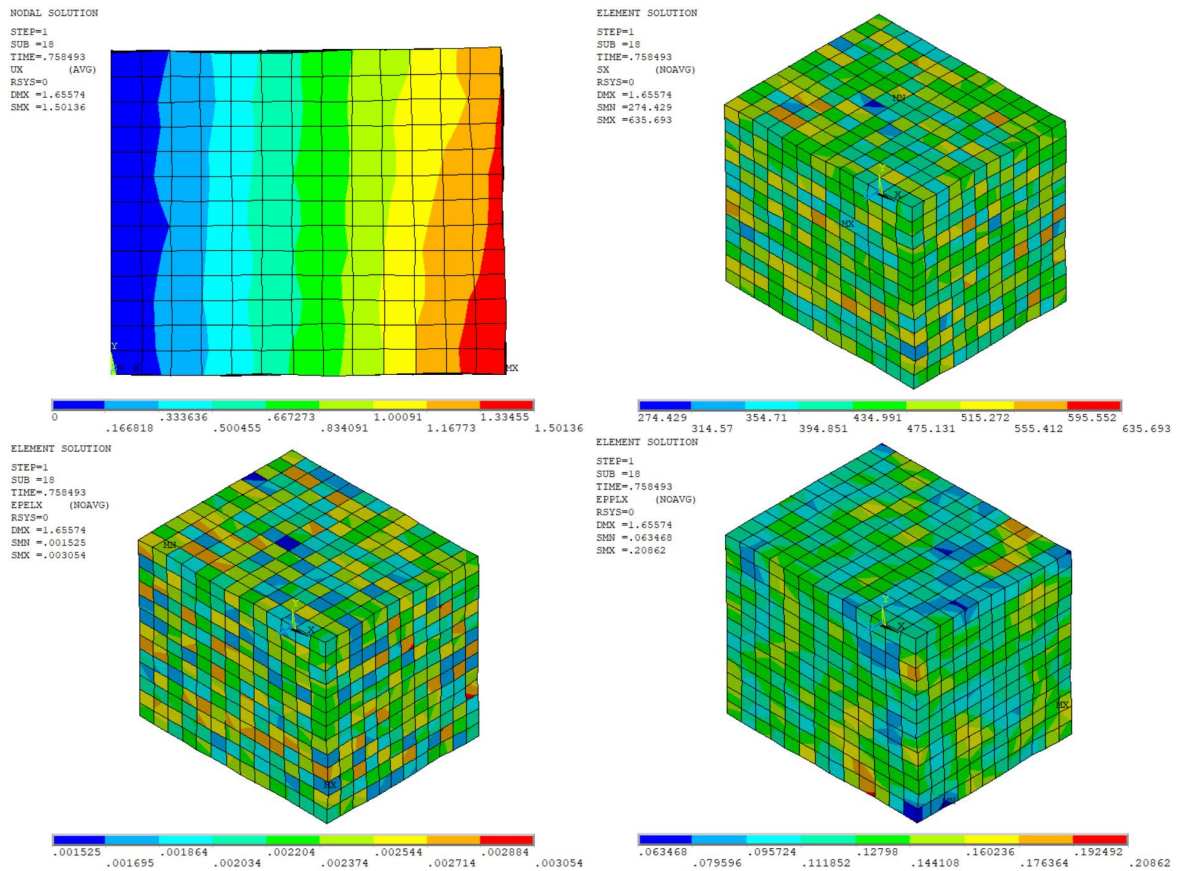 NODAL SOLUTION
STEP=1
SUB =18
TIME=.758493
UX (AVG)
RSYS=0
DMX =1.65574
SMX =1.50136
Y
MX
0 .333636 .667273 1.00091 1.33455
.166818 .500455 .834091 1.16773 1.50136
ELEMENT SOLUTION
STEP=1
SUB =18
TIME=.758493
SX (NOAVG)
RSYS=0
DMX =1.65574
SMN =274.429
SMX =635.693
MN
Y
X
MX
274.429 354.71 434.991 515.272 595.552
314.57 394.851 475.131 555.412 635.693
ELEMENT SOLUTION
STEP=1
SUB =18
TIME=.758493
EPELX (NOAVG)
RSYS=0
DMX =1.65574
SMN =.001525
SMX =.003054
MN
Y
X
MX
.001525 .001864 .002204 .002544 .002884
.001695 .002034 .002374 .002714 .003054
ELEMENT SOLUTION
STEP=1
SUB =18
TIME=.758493
EPPLX (NOAVG)
RSYS=0
DMX =1.65574
SMN =.063468
SMX =.20862
Y
X
MX
MN
.063468 .095724 .12798 .160236 .192492
.079596 .111852 .144108 .176364 .20862